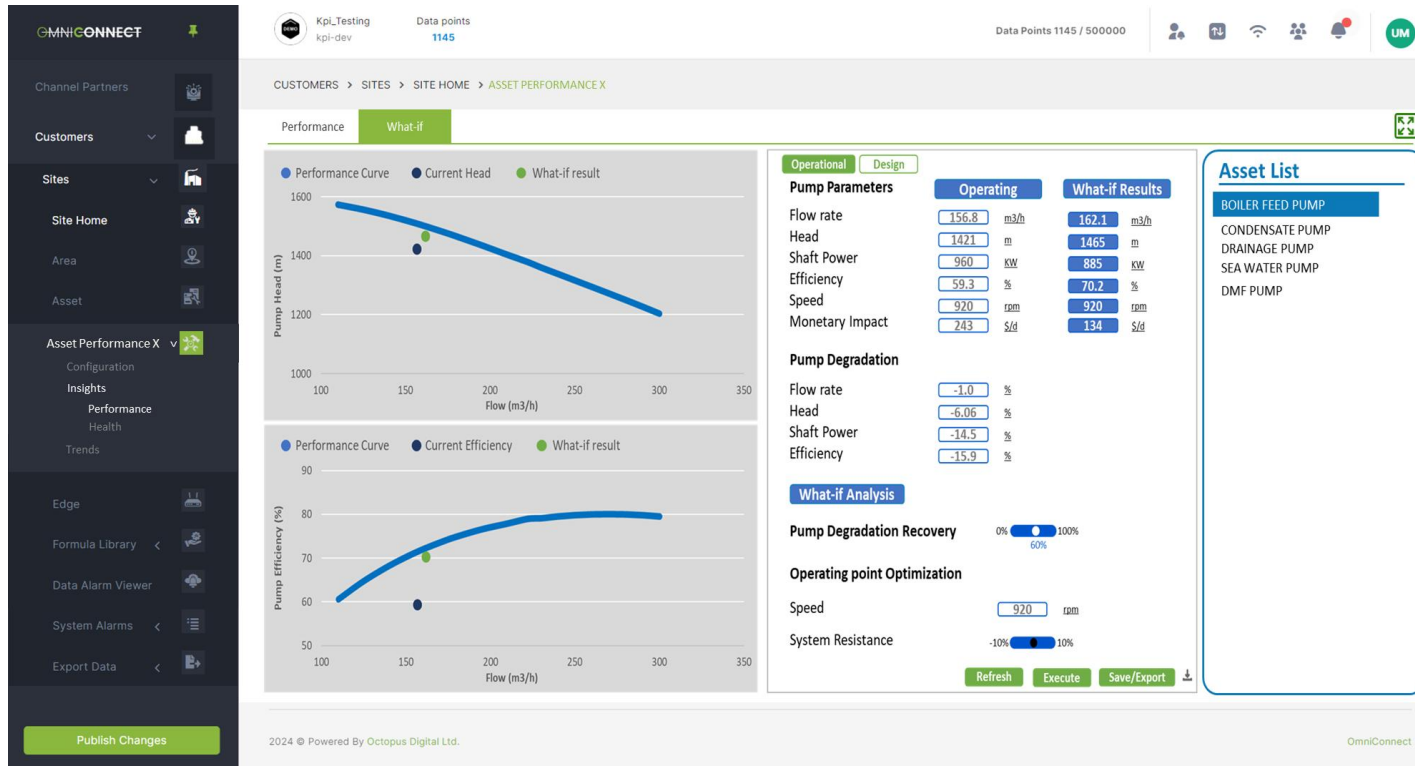 OMNICONNECT
DEMO
Kpi_Testing
kpi-dev
Data points
1145
Data Points 1145 / 500000
UM
Channel Partners
Customers
Sites
Site Home
Area
Asset
Asset Performance X
Configuration
Insights
Performance
Health
Trends
Edge
Formula Library
Data Alarm Viewer
System Alarms
Export Data
Publish Changes
CUSTOMERS > SITES > SITE HOME > ASSET PERFORMANCE X
Performance What-if
Performance Curve Current Head What-if result
Pump Head (m)
1600
1400
1200
1000
100 150 200 250 300 350
Flow (m3/h)
Performance Curve Current Efficiency What-if result
Pump Efficiency (%)
90
80
70
60
50
100 150 200 250 300 350
Flow (m3/h)
Operational Design
Pump Parameters Operating What-if Results
Flow rate 156.8 m3/h 162.1 m3/h
Head 1421 m 1465 m
Shaft Power 960 KW 885 KW
Efficiency 59.3 % 70.2 %
Speed 920 rpm 920 rpm
Monetary Impact 243 $/d 134 $/d
Pump Degradation
Flow rate -1.0 %
Head -6.06 %
Shaft Power -14.5 %
Efficiency -15.9 %
What-if Analysis
Pump Degradation Recovery 0% 100%
60%
Operating point Optimization
Speed 920 rpm
System Resistance -10% 10%
Refresh Execute Save/Export
Asset List
BOILER FEED PUMP
CONDENSATE PUMP
DRAINAGE PUMP
SEA WATER PUMP
DMF PUMP
2024 © Powered By Octopus Digital Ltd.
OmniConnect